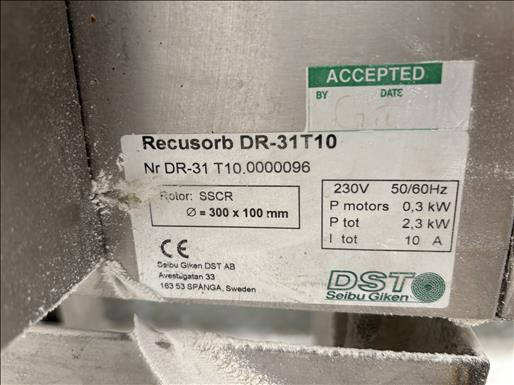 ACCEPTED
BY DATE
Recusorb DR-31T10
Nr DR-31 T10.0000096
Rotor: SSCR
Ø = 300 x 100 mm
230V 50/60Hz
P motors 0,3 kW
P tot 2,3 kW
I tot 10 A
CE
Seibu Giken DST AB
Avestagatan 33
163 53 SPÅNGA, Sweden
DST
Seibu Giken